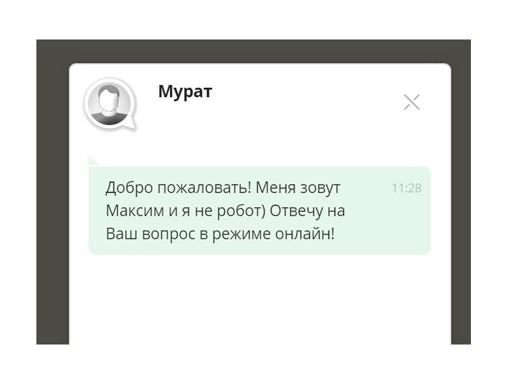 Мурат
Добро пожаловать! Меня зовут
11:28
Максим и я не робот) Отвечу на
Ваш вопрос в режиме онлайн!